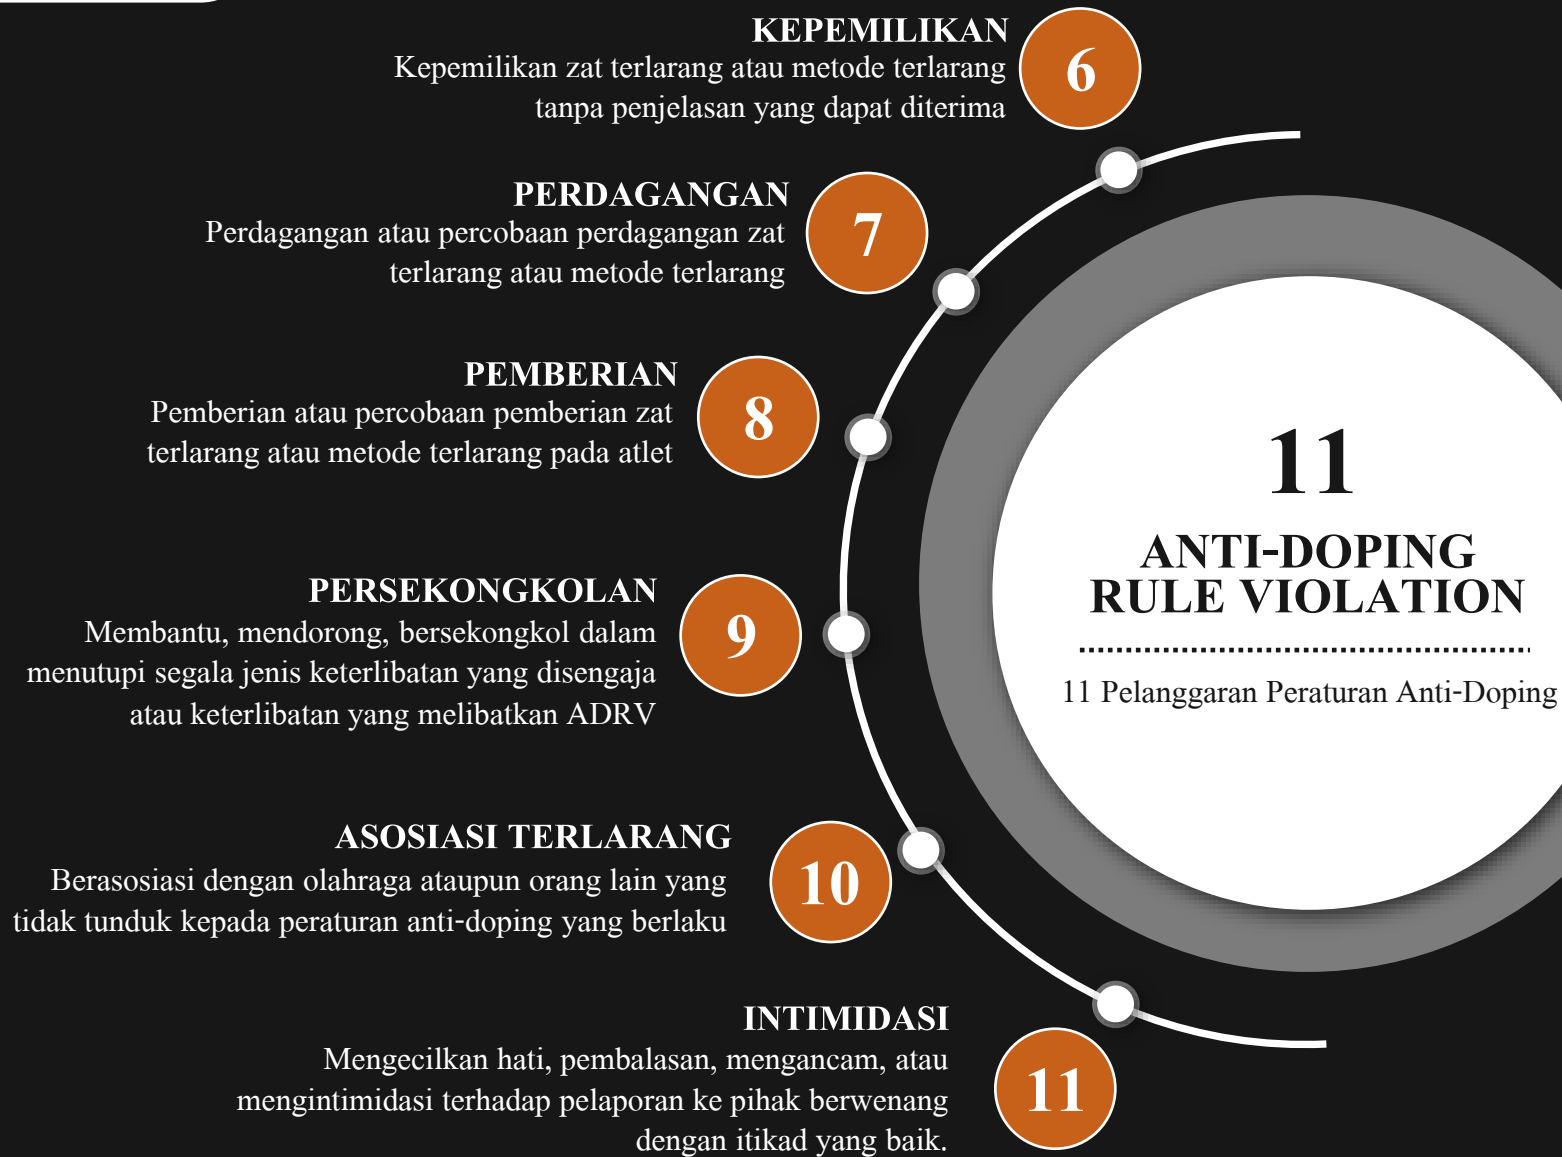 KEPEMILIKAN
Kepemilikan zat terlarang atau metode terlarang
tanpa penjelasan yang dapat diterima
6
PERDAGANGAN
Perdagangan atau percobaan perdagangan zat
terlarang atau metode terlarang
7
PEMBERIAN
Pemberian atau percobaan pemberian zat
terlarang atau metode terlarang pada atlet
8
PERSEKONGKOLAN
Membantu, mendorong, bersekongkol dalam
menutupi segala jenis keterlibatan yang disengaja
atau keterlibatan yang melibatkan ADRV
9
ASOSIASI TERLARANG
Berasosiasi dengan olahraga ataupun orang lain yang
tidak tunduk kepada peraturan anti-doping yang berlaku
10
INTIMIDASI
Mengecilkan hati, pembalasan, mengancam, atau
mengintimidasi terhadap pelaporan ke pihak berwenang
dengan itikad yang baik.
11
11
ANTI-DOPING
RULE VIOLATION
11 Pelanggaran Peraturan Anti-Doping